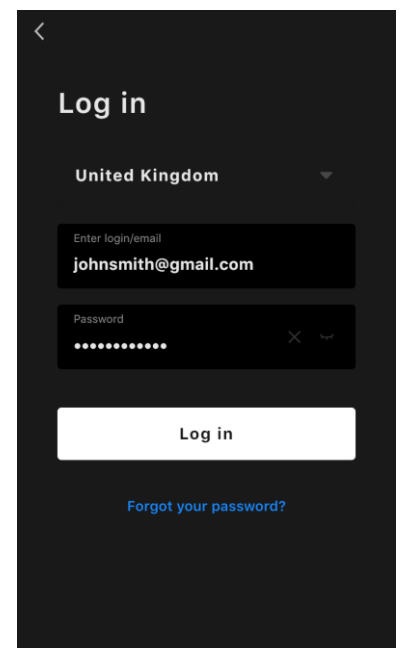 Log in
United Kingdom
Enter login/email
johnsmith@gmail.com
Password
••••••••••••
Log in
Forgot your password?